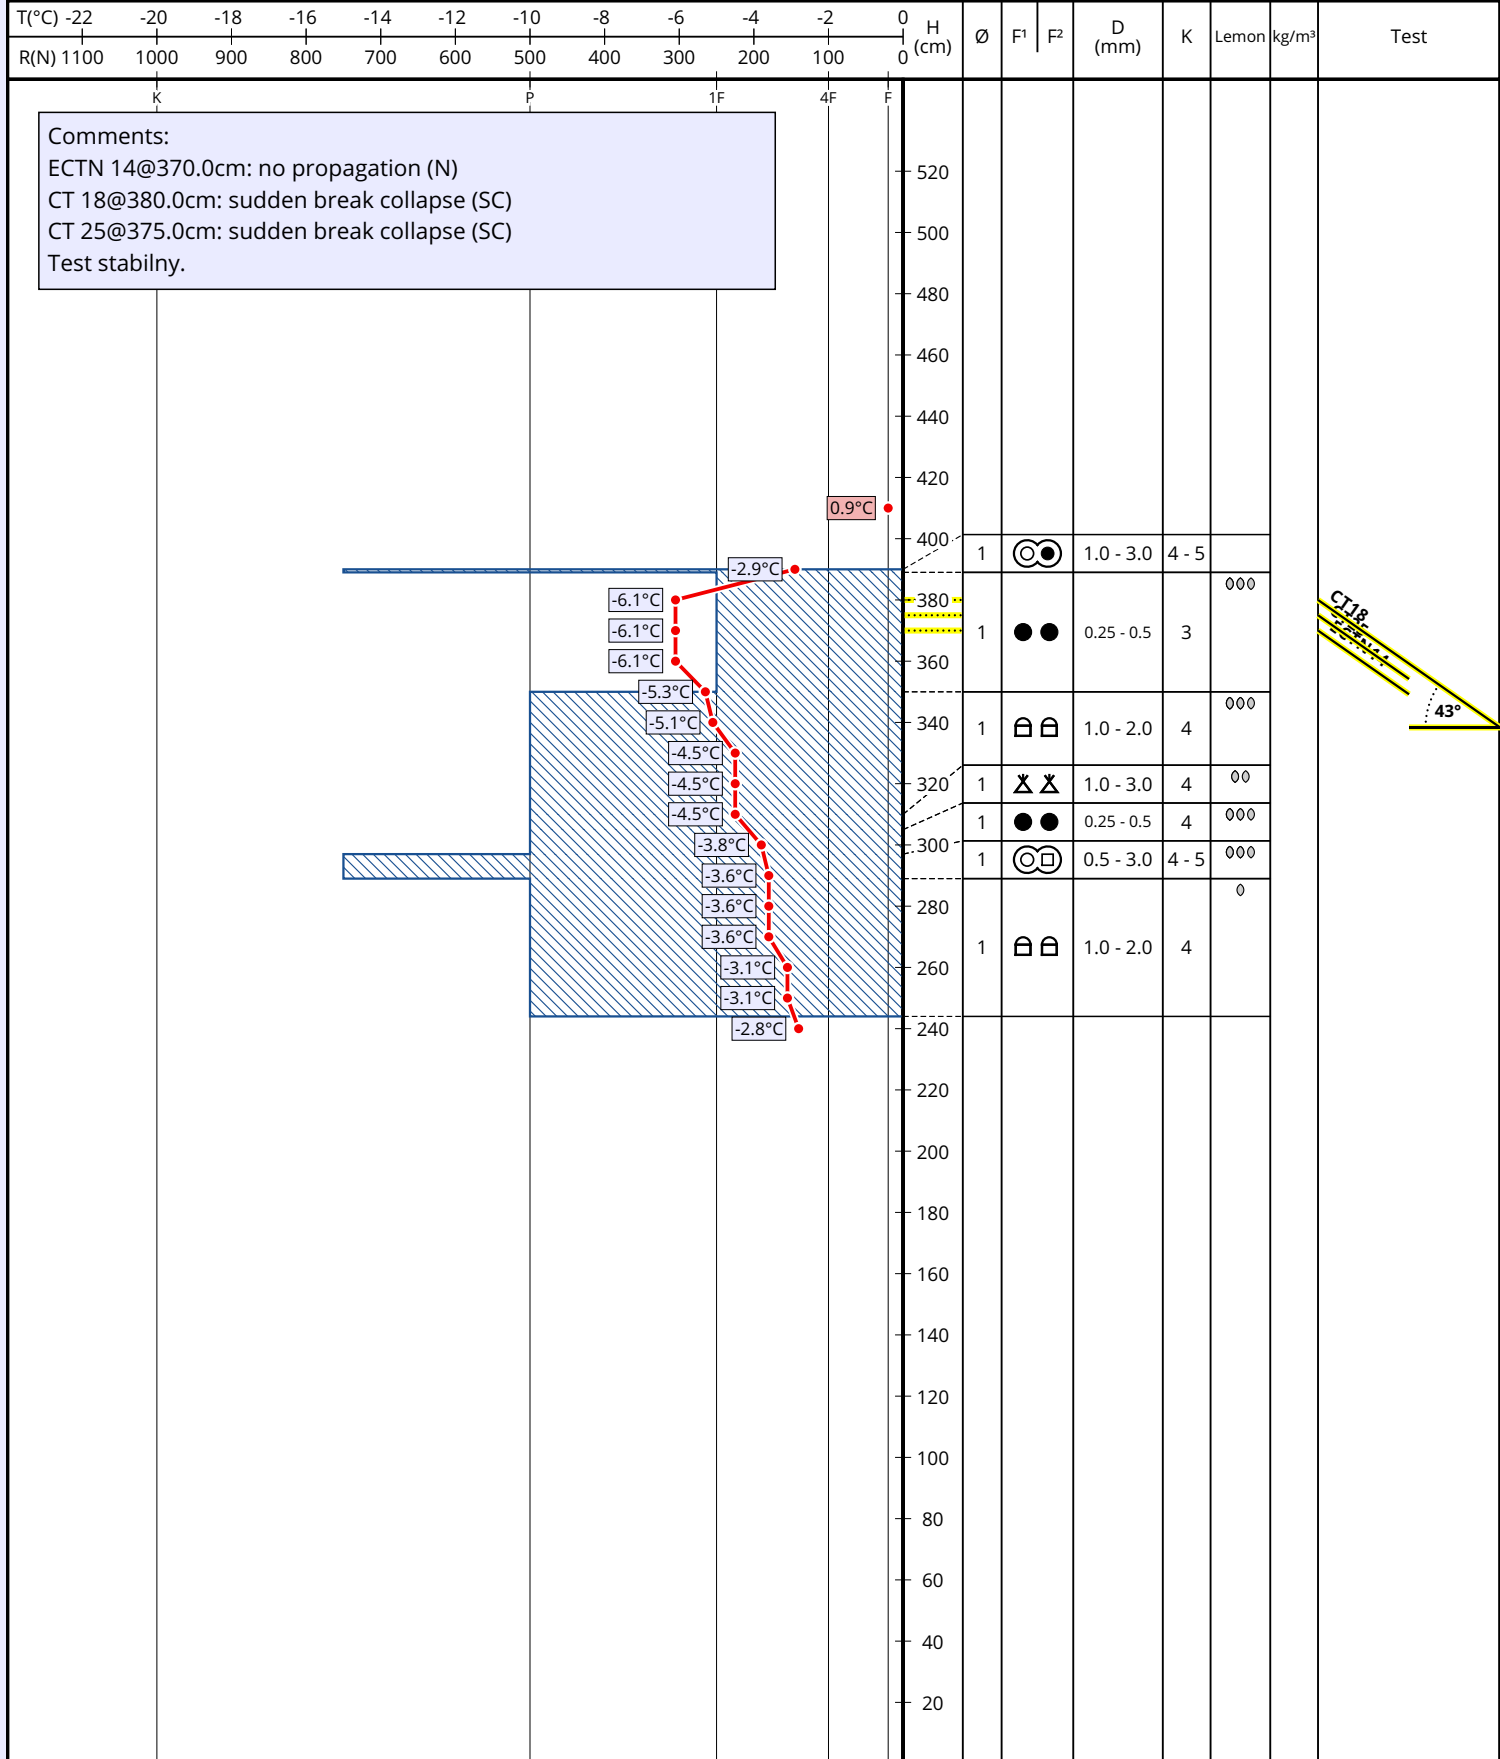 T(°C) -22 -20 -18 -16 -14 -12 -10 -8 -6 -4 -2 0
R(N) 1100 1000 900 800 700 600 500 400 300 200 100 0
H (cm) Ø F¹ F² D (mm) K Lemon kg/m³ Test
K P 1F 4F F
Comments:
ECTN 14@370.0cm: no propagation (N)
CT 18@380.0cm: sudden break collapse (SC)
CT 25@375.0cm: sudden break collapse (SC)
Test stabilny.
520
500
480
460
440
420
0.9°C
400
1 1.0 - 3.0 4 - 5
-2.9°C
-6.1°C 380
CT18
-6.1°C 1 0.25 - 0.5 3
-6.1°C 360
-5.3°C
43°
-5.1°C 340 1 1.0 - 2.0 4
-4.5°C
-4.5°C 320 1 1.0 - 3.0 4
-4.5°C 1 0.25 - 0.5 4
-3.8°C 300
1 0.5 - 3.0 4 - 5
-3.6°C
-3.6°C 280
-3.6°C 1 1.0 - 2.0 4
-3.1°C 260
-3.1°C
-2.8°C 240
220
200
180
160
140
120
100
80
60
40
20